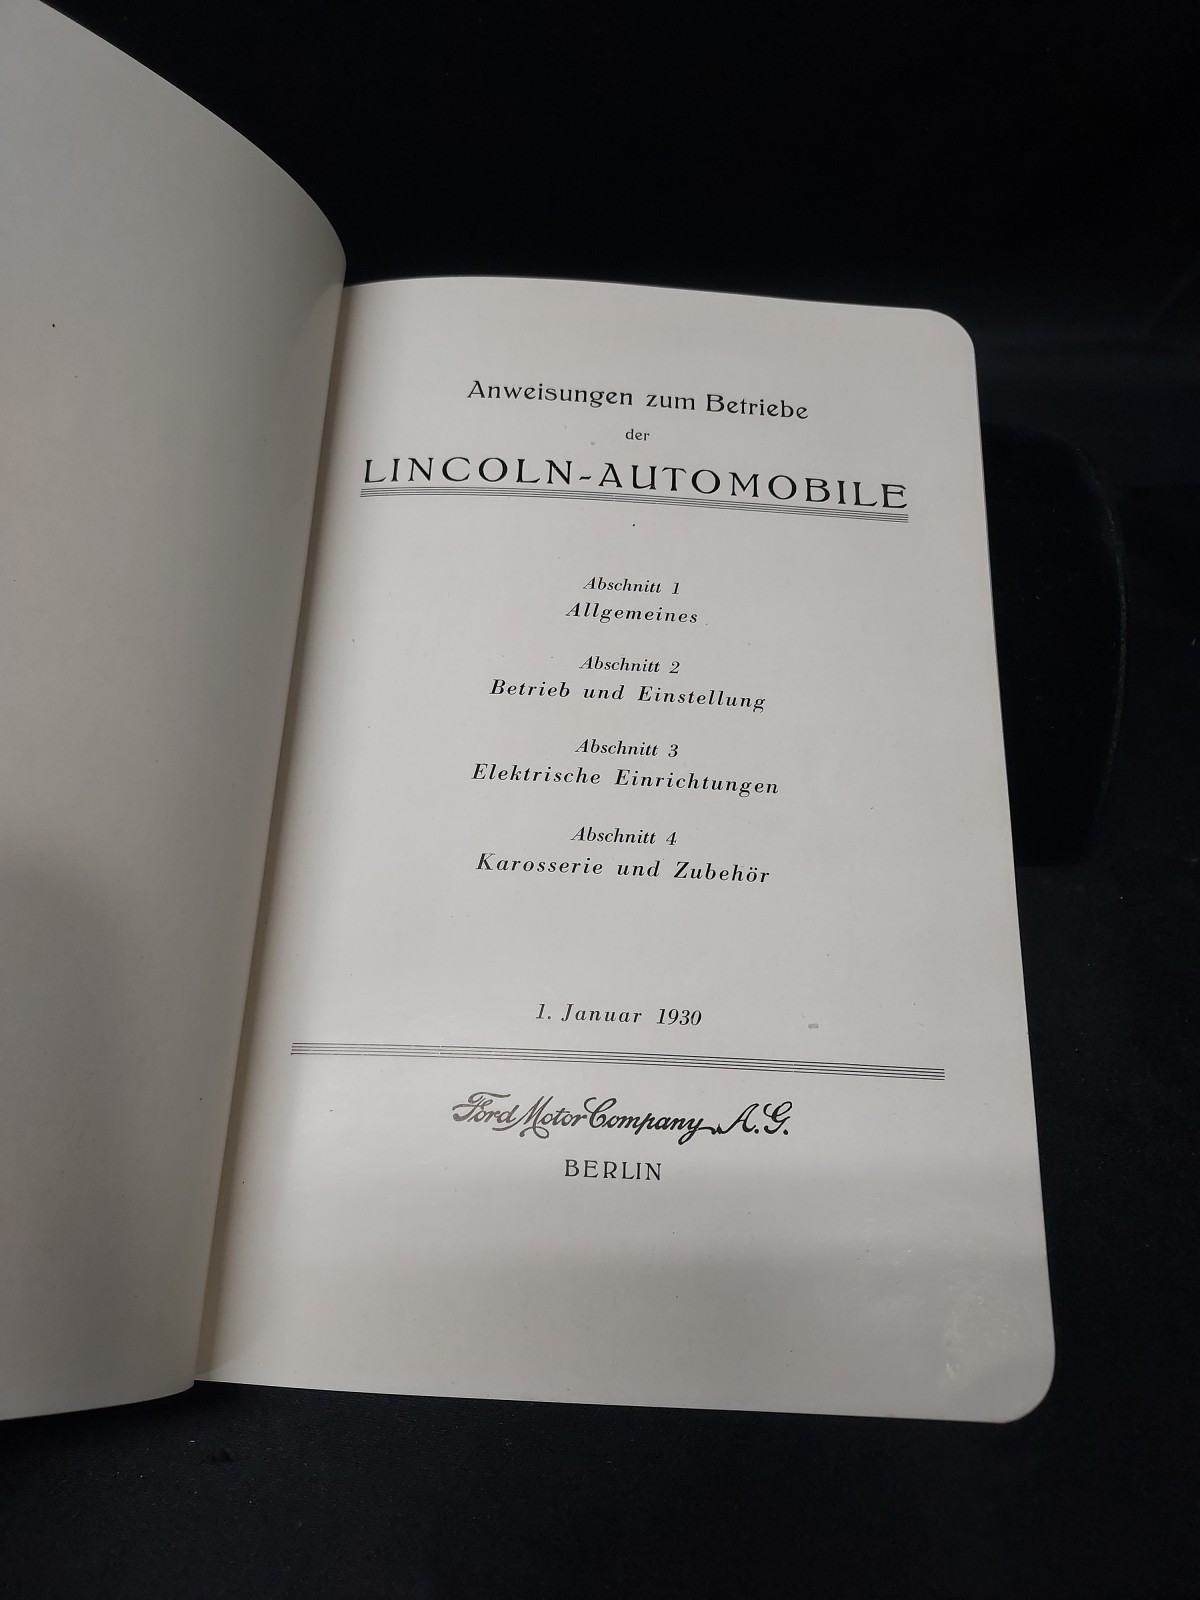 Anweisungen zum Betriebe
der
LINCOLN-AUTOMOBILE
Abschnitt 1
Allgemeines
Abschnitt 2
Betrieb und Einstellung
Abschnitt 3
Elektrische Einrichtungen
Abschnitt 4
Karosserie und Zubehör
1. Januar 1930
Ford Motor Company A.G.
BERLIN